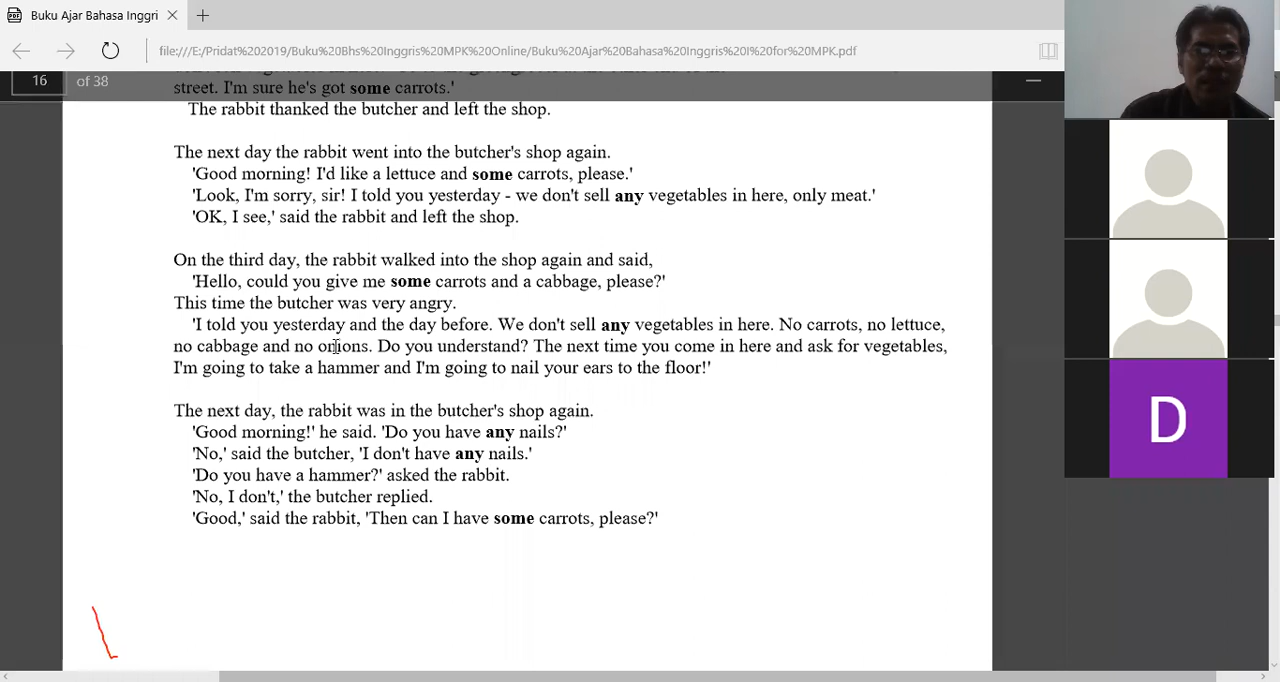 Buku Ajar Bahasa Inggri
file:///E:/Pridat%202019/Buku%20Bhs%20Inggris%20MPK%20Online/Buku%20Ajar%20Bahasa%20Inggris%20I%20for%20MPK.pdf
16 of 38
street. I'm sure he's got some carrots.'
The rabbit thanked the butcher and left the shop.
The next day the rabbit went into the butcher's shop again.
'Good morning! I'd like a lettuce and some carrots, please.'
'Look, I'm sorry, sir! I told you yesterday - we don't sell any vegetables in here, only meat.'
'OK, I see,' said the rabbit and left the shop.
On the third day, the rabbit walked into the shop again and said,
'Hello, could you give me some carrots and a cabbage, please?'
This time the butcher was very angry.
'I told you yesterday and the day before. We don't sell any vegetables in here. No carrots, no lettuce,
no cabbage and no onions. Do you understand? The next time you come in here and ask for vegetables,
I'm going to take a hammer and I'm going to nail your ears to the floor!'
The next day, the rabbit was in the butcher's shop again.
'Good morning!' he said. 'Do you have any nails?'
'No,' said the butcher, 'I don't have any nails.'
'Do you have a hammer?' asked the rabbit.
'No, I don't,' the butcher replied.
'Good,' said the rabbit, 'Then can I have some carrots, please?'
D